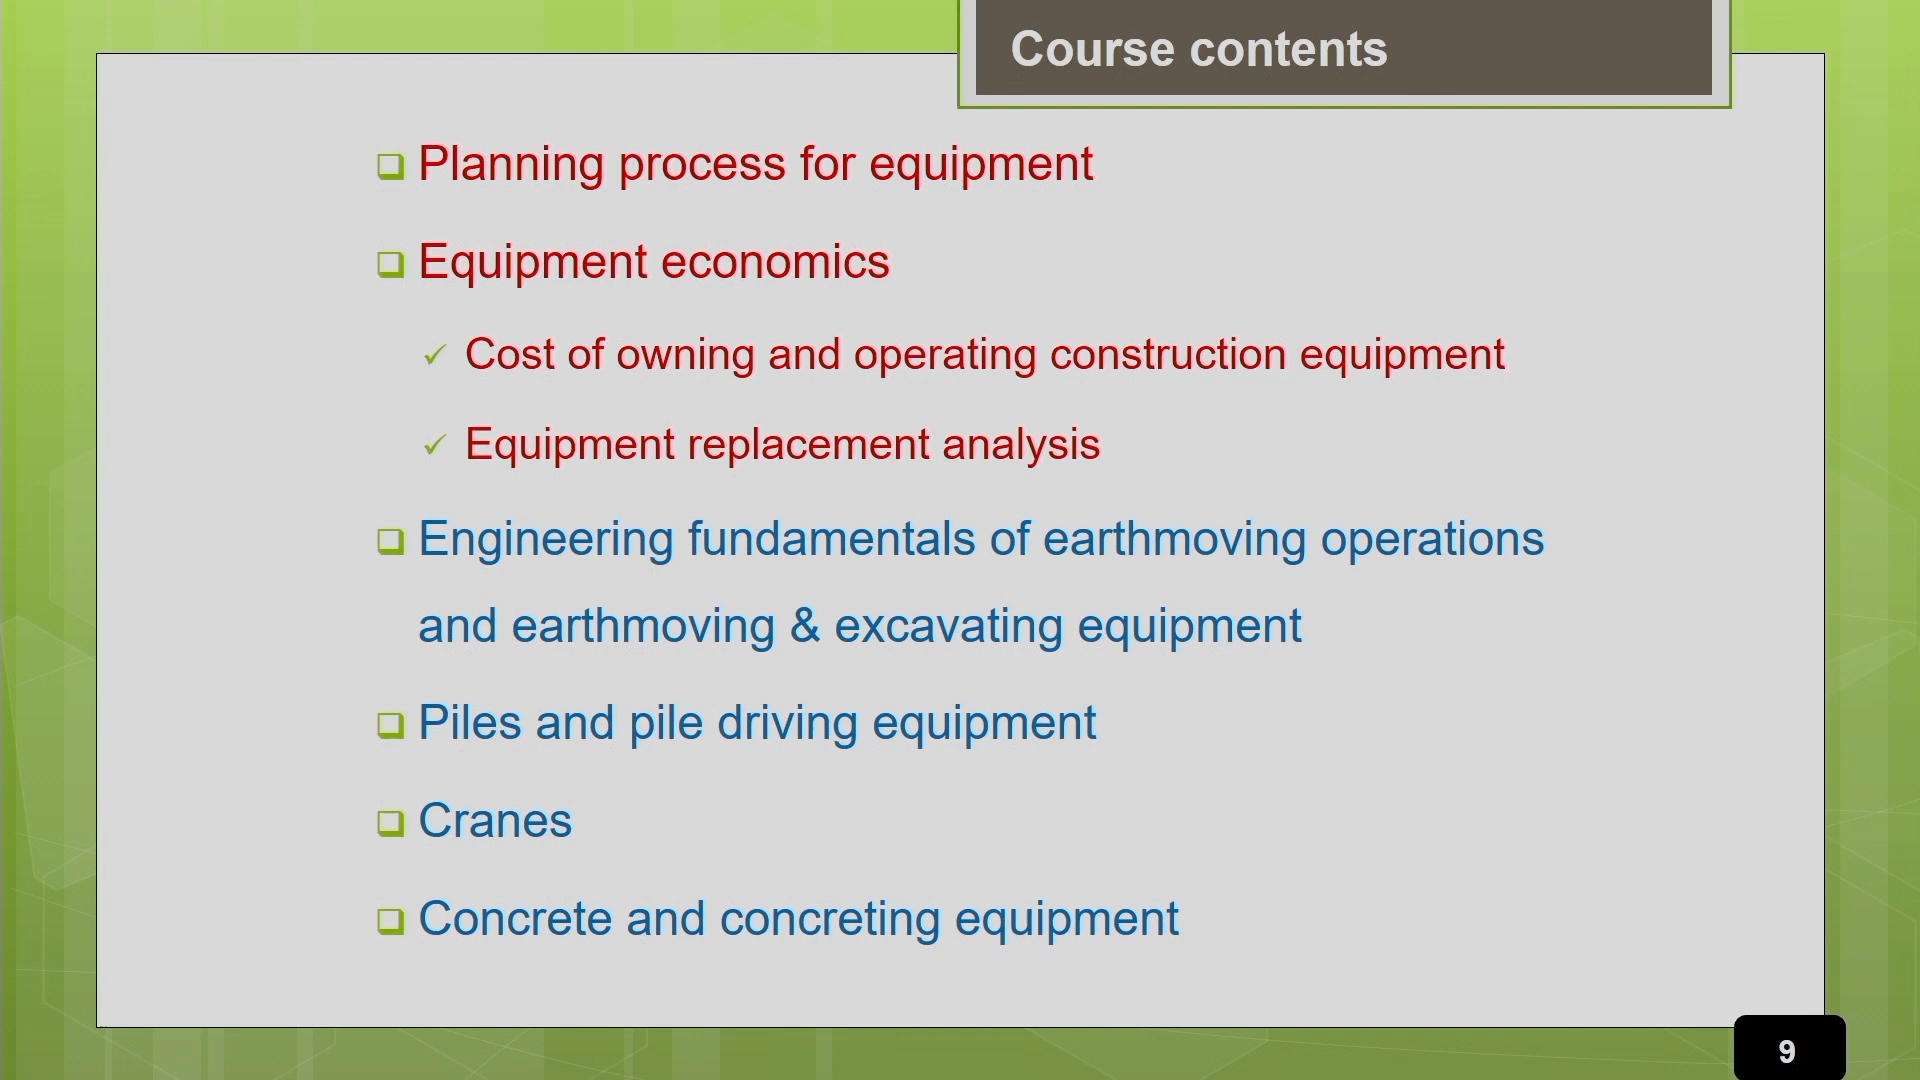 Course contents
Planning process for equipment
Equipment economics
Cost of owning and operating construction equipment
Equipment replacement analysis
Engineering fundamentals of earthmoving operations
and earthmoving & excavating equipment
Piles and pile driving equipment
Cranes
Concrete and concreting equipment
9